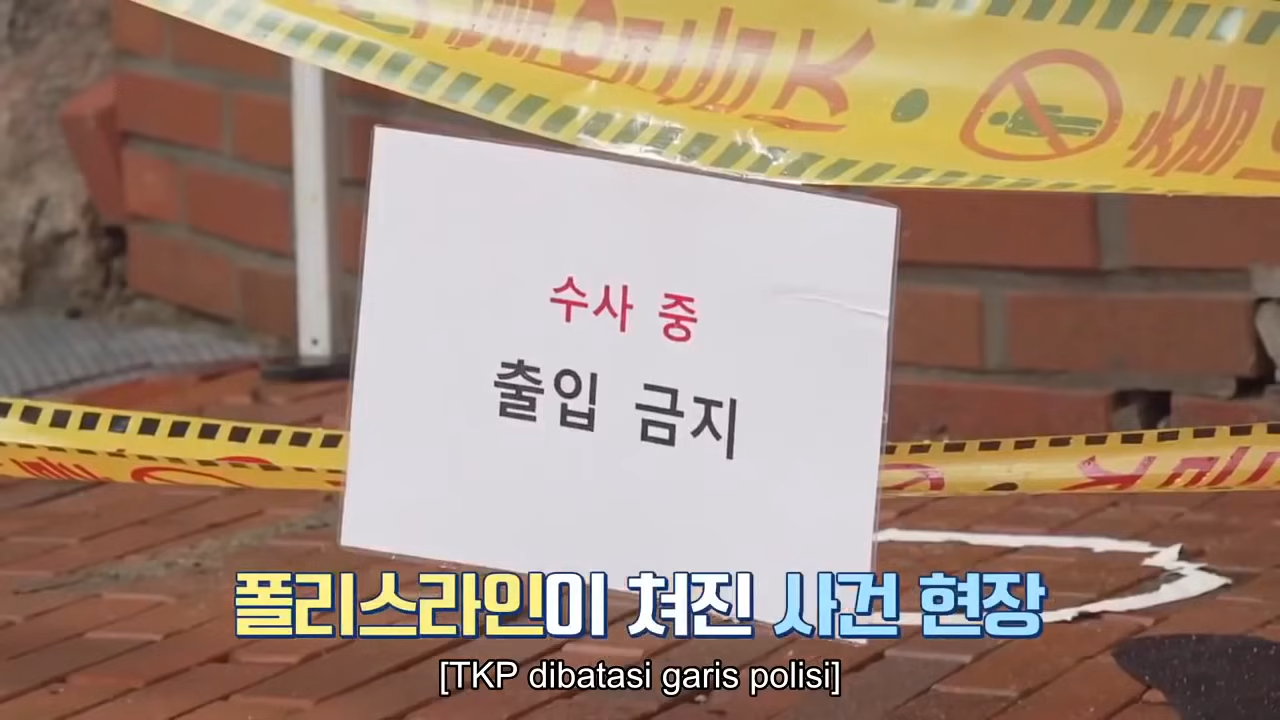 수사 중
출입 금지
폴리스라인이 쳐진 사건 현장
[TKP dibatasi garis polisi]